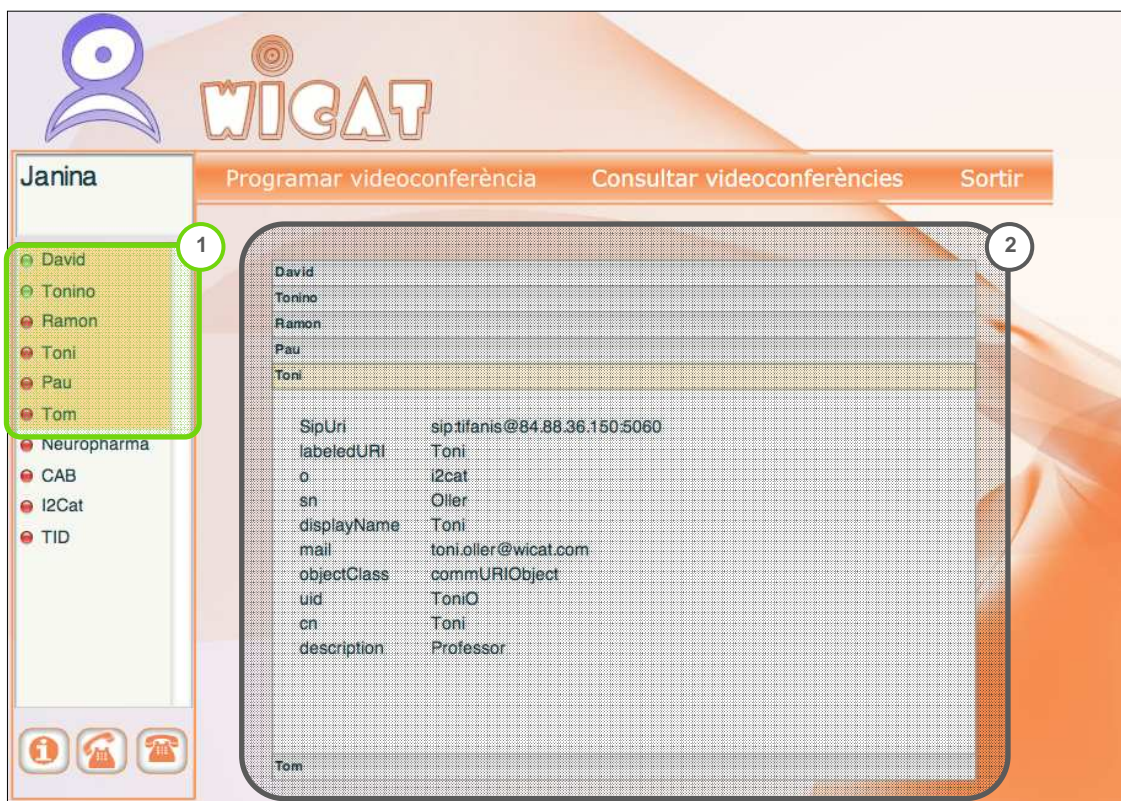 WICAT
Janina
Programar videoconferència Consultar videoconferències Sortir
1
2
David
Tonino
Ramon
Toni
Pau
Tom
Neuropharma
CAB
I2Cat
TID
David
Tonino
Ramon
Pau
Toni
SipUri sip:tifanis@84.88.36.150:5060
labeledURI Toni
o i2cat
sn Oller
displayName Toni
mail toni.oller@wicat.com
objectClass commURIObject
uid ToniO
cn Toni
description Professor
Tom